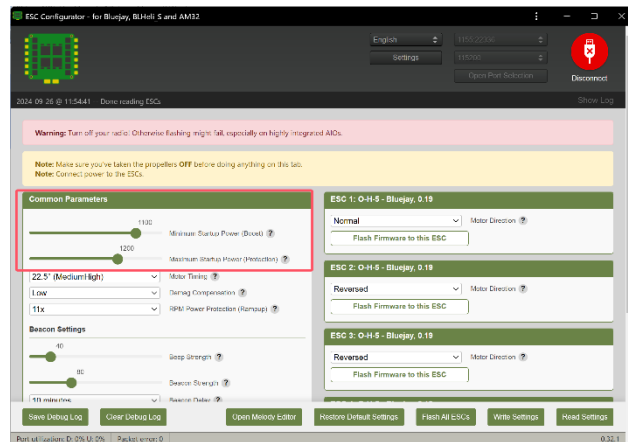 ESC Configurator - for Bluejay, BLHeli_S and AM32
English
1155:22336
Settings
115200
Open Port Selection
Disconnect
2024-09-26 @ 11:54:41 Done reading ESCs
Show Log
Warning: Turn off your radio! Otherwise flashing might fail, especially on highly integrated AIOs.
Note: Make sure you've taken the propellers OFF before doing anything on this tab.
Note: Connect power to the ESCs.
Common Parameters
1100
Minimum Startup Power (Boost) ?
1200
Maximum Startup Power (Protection) ?
22.5° (MediumHigh) Motor Timing ?
Low Demag Compensation ?
11x RPM Power Protection (Rampup) ?
Beacon Settings
40
Beep Strength ?
80
Beacon Strength ?
10 minutes Beacon Delay ?
ESC 1: O-H-5 - Bluejay, 0.19
Normal Motor Direction ?
Flash Firmware to this ESC
ESC 2: O-H-5 - Bluejay, 0.19
Reversed Motor Direction ?
Flash Firmware to this ESC
ESC 3: O-H-5 - Bluejay, 0.19
Reversed Motor Direction ?
Flash Firmware to this ESC
Save Debug Log
Clear Debug Log
Open Melody Editor
Restore Default Settings
Flash All ESCs
Write Settings
Read Settings
Port utilization: D: 0% U: 0% Packet error: 0
0.32.1